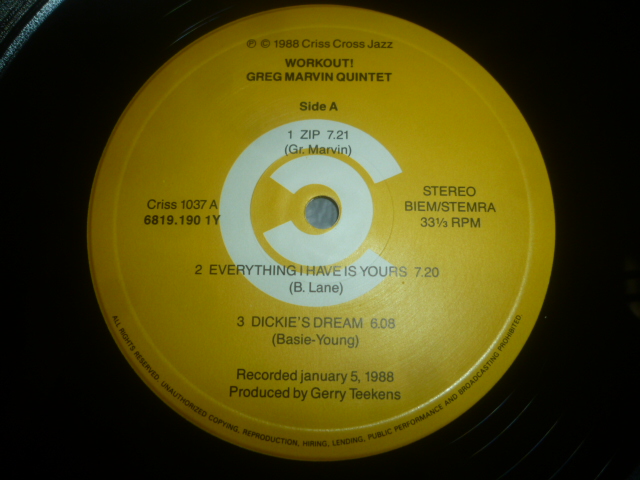 ℗ © 1988 Criss Cross Jazz
WORKOUT!
GREG MARVIN QUINTET
Side A
1 ZIP 7.21
(Gr. Marvin)
Criss 1037 A
6819.190 1Y
STEREO
BIEM/STEMRA
33⅓ RPM
2 EVERYTHING I HAVE IS YOURS 7.20
(B. Lane)
3 DICKIE'S DREAM 6.08
(Basie-Young)
Recorded january 5, 1988
Produced by Gerry Teekens
ALL RIGHTS RESERVED. UNAUTHORIZED COPYING, REPRODUCTION, HIRING, LENDING, PUBLIC PERFORMANCE AND BROADCASTING PROHIBITED